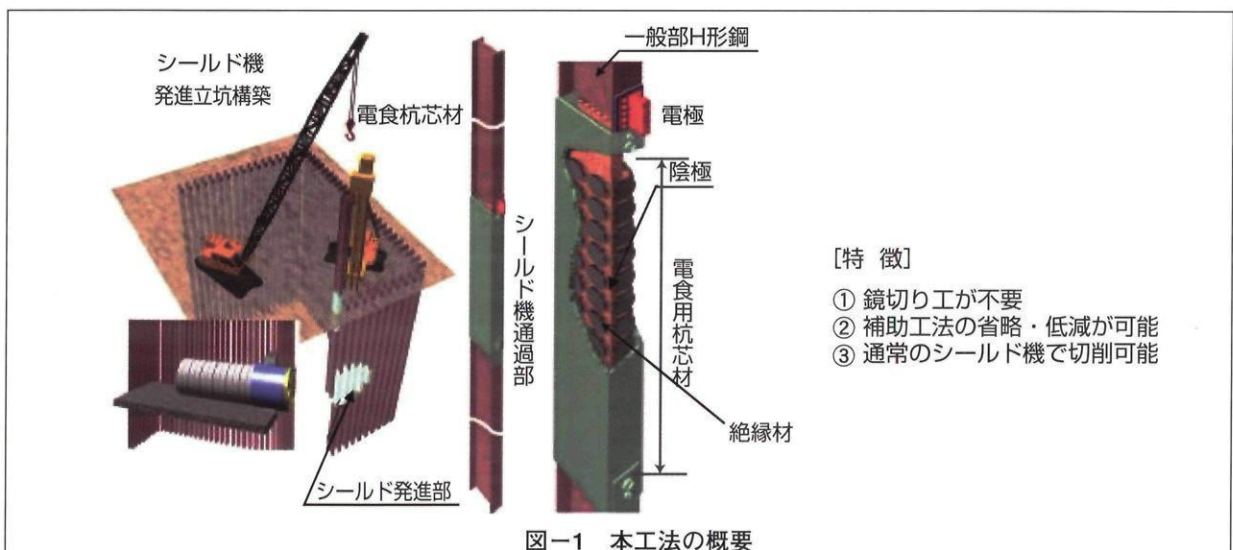 シールド機
発進立坑構築
電食杭芯材
シールド機通過部
シールド発進部
一般部H形鋼
電極
陰極
電食用杭芯材
絶縁材
[特 徴]
① 鏡切り工が不要
② 補助工法の省略・低減が可能
③ 通常のシールド機で切削可能
図ー1 本工法の概要